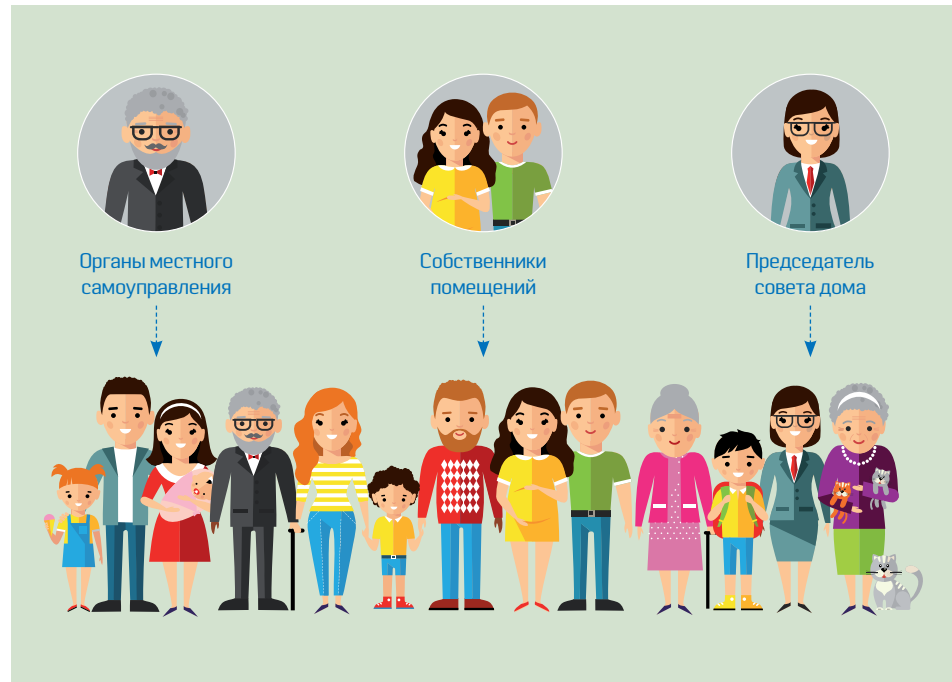 Органы местного
самоуправления
Собственники
помещений
Председатель
совета дома